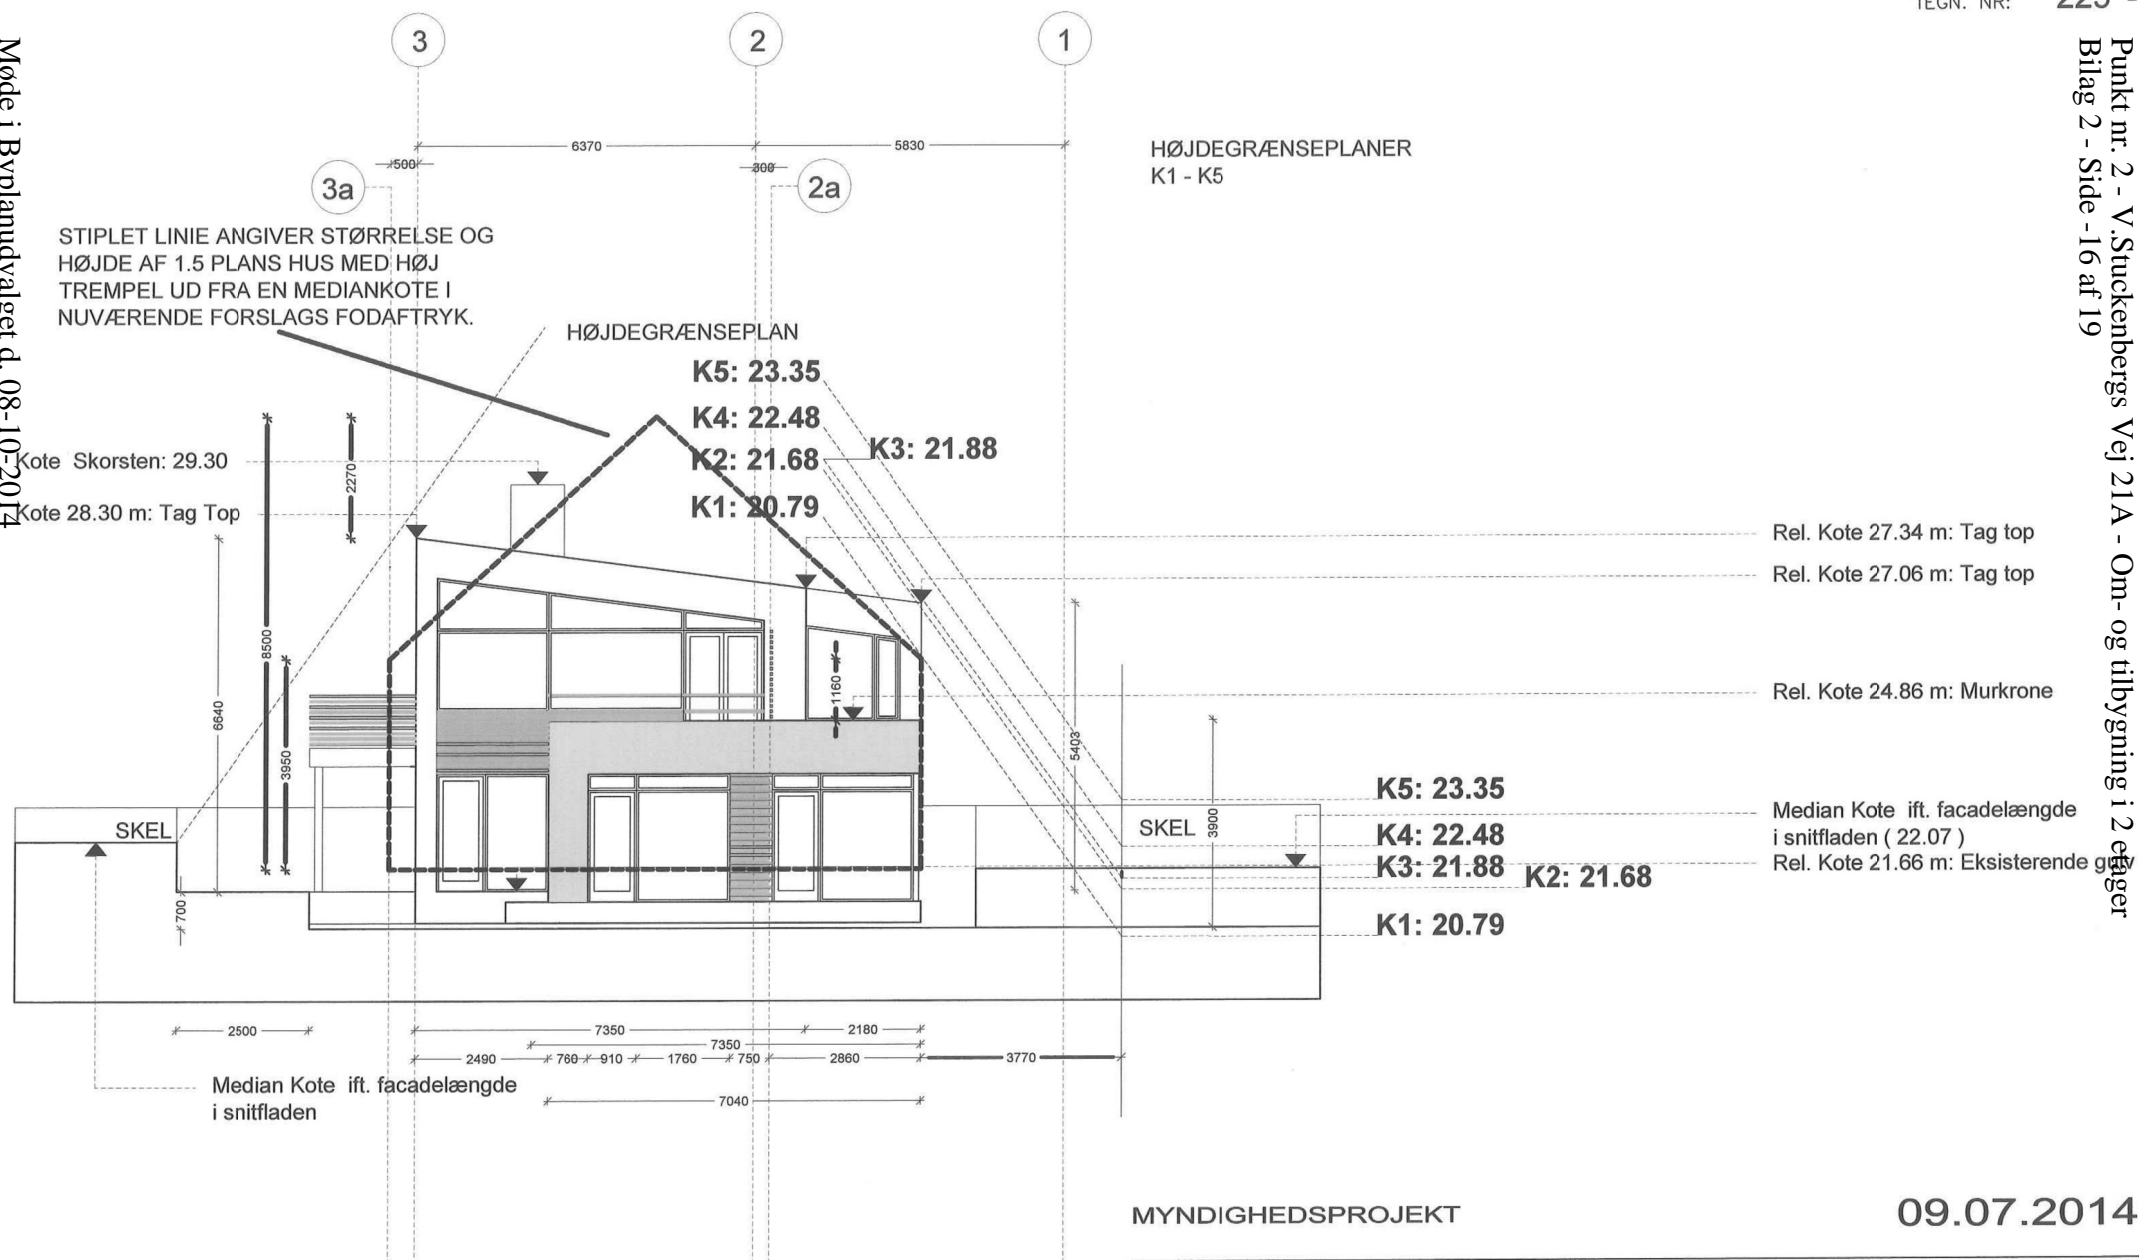 TEGN. NR: 225 -
Punkt nr. 2 - V.Stuckenbergs Vej 21A - Om- og tilbygning i 2 etager
Bilag 2 - Side -16 af 19
Møde i Byplanudvalget d. 08-10-2014
3
2
1
6370
5830
500
300
3a
2a
HØJDEGRÆNSEPLANER
K1 - K5
STIPLET LINIE ANGIVER STØRRELSE OG
HØJDE AF 1.5 PLANS HUS MED HØJ
TREMPEL UD FRA EN MEDIANKOTE I
NUVÆRENDE FORSLAGS FODAFTRYK.
HØJDEGRÆNSEPLAN
K5: 23.35
K4: 22.48
K2: 21.68
K3: 21.88
K1: 20.79
Kote Skorsten: 29.30
Kote 28.30 m: Tag Top
2270
8500
6640
3950
1160
5403
3900
700
Rel. Kote 27.34 m: Tag top
Rel. Kote 27.06 m: Tag top
Rel. Kote 24.86 m: Murkrone
SKEL
SKEL
K5: 23.35
K4: 22.48
K3: 21.88
K2: 21.68
K1: 20.79
Median Kote ift. facadelængde
i snitfladen ( 22.07 )
Rel. Kote 21.66 m: Eksisterende gulv
2500
7350
2180
7350
2490
760
910
1760
750
2860
3770
7040
Median Kote ift. facadelængde
i snitfladen
MYNDIGHEDSPROJEKT
09.07.2014